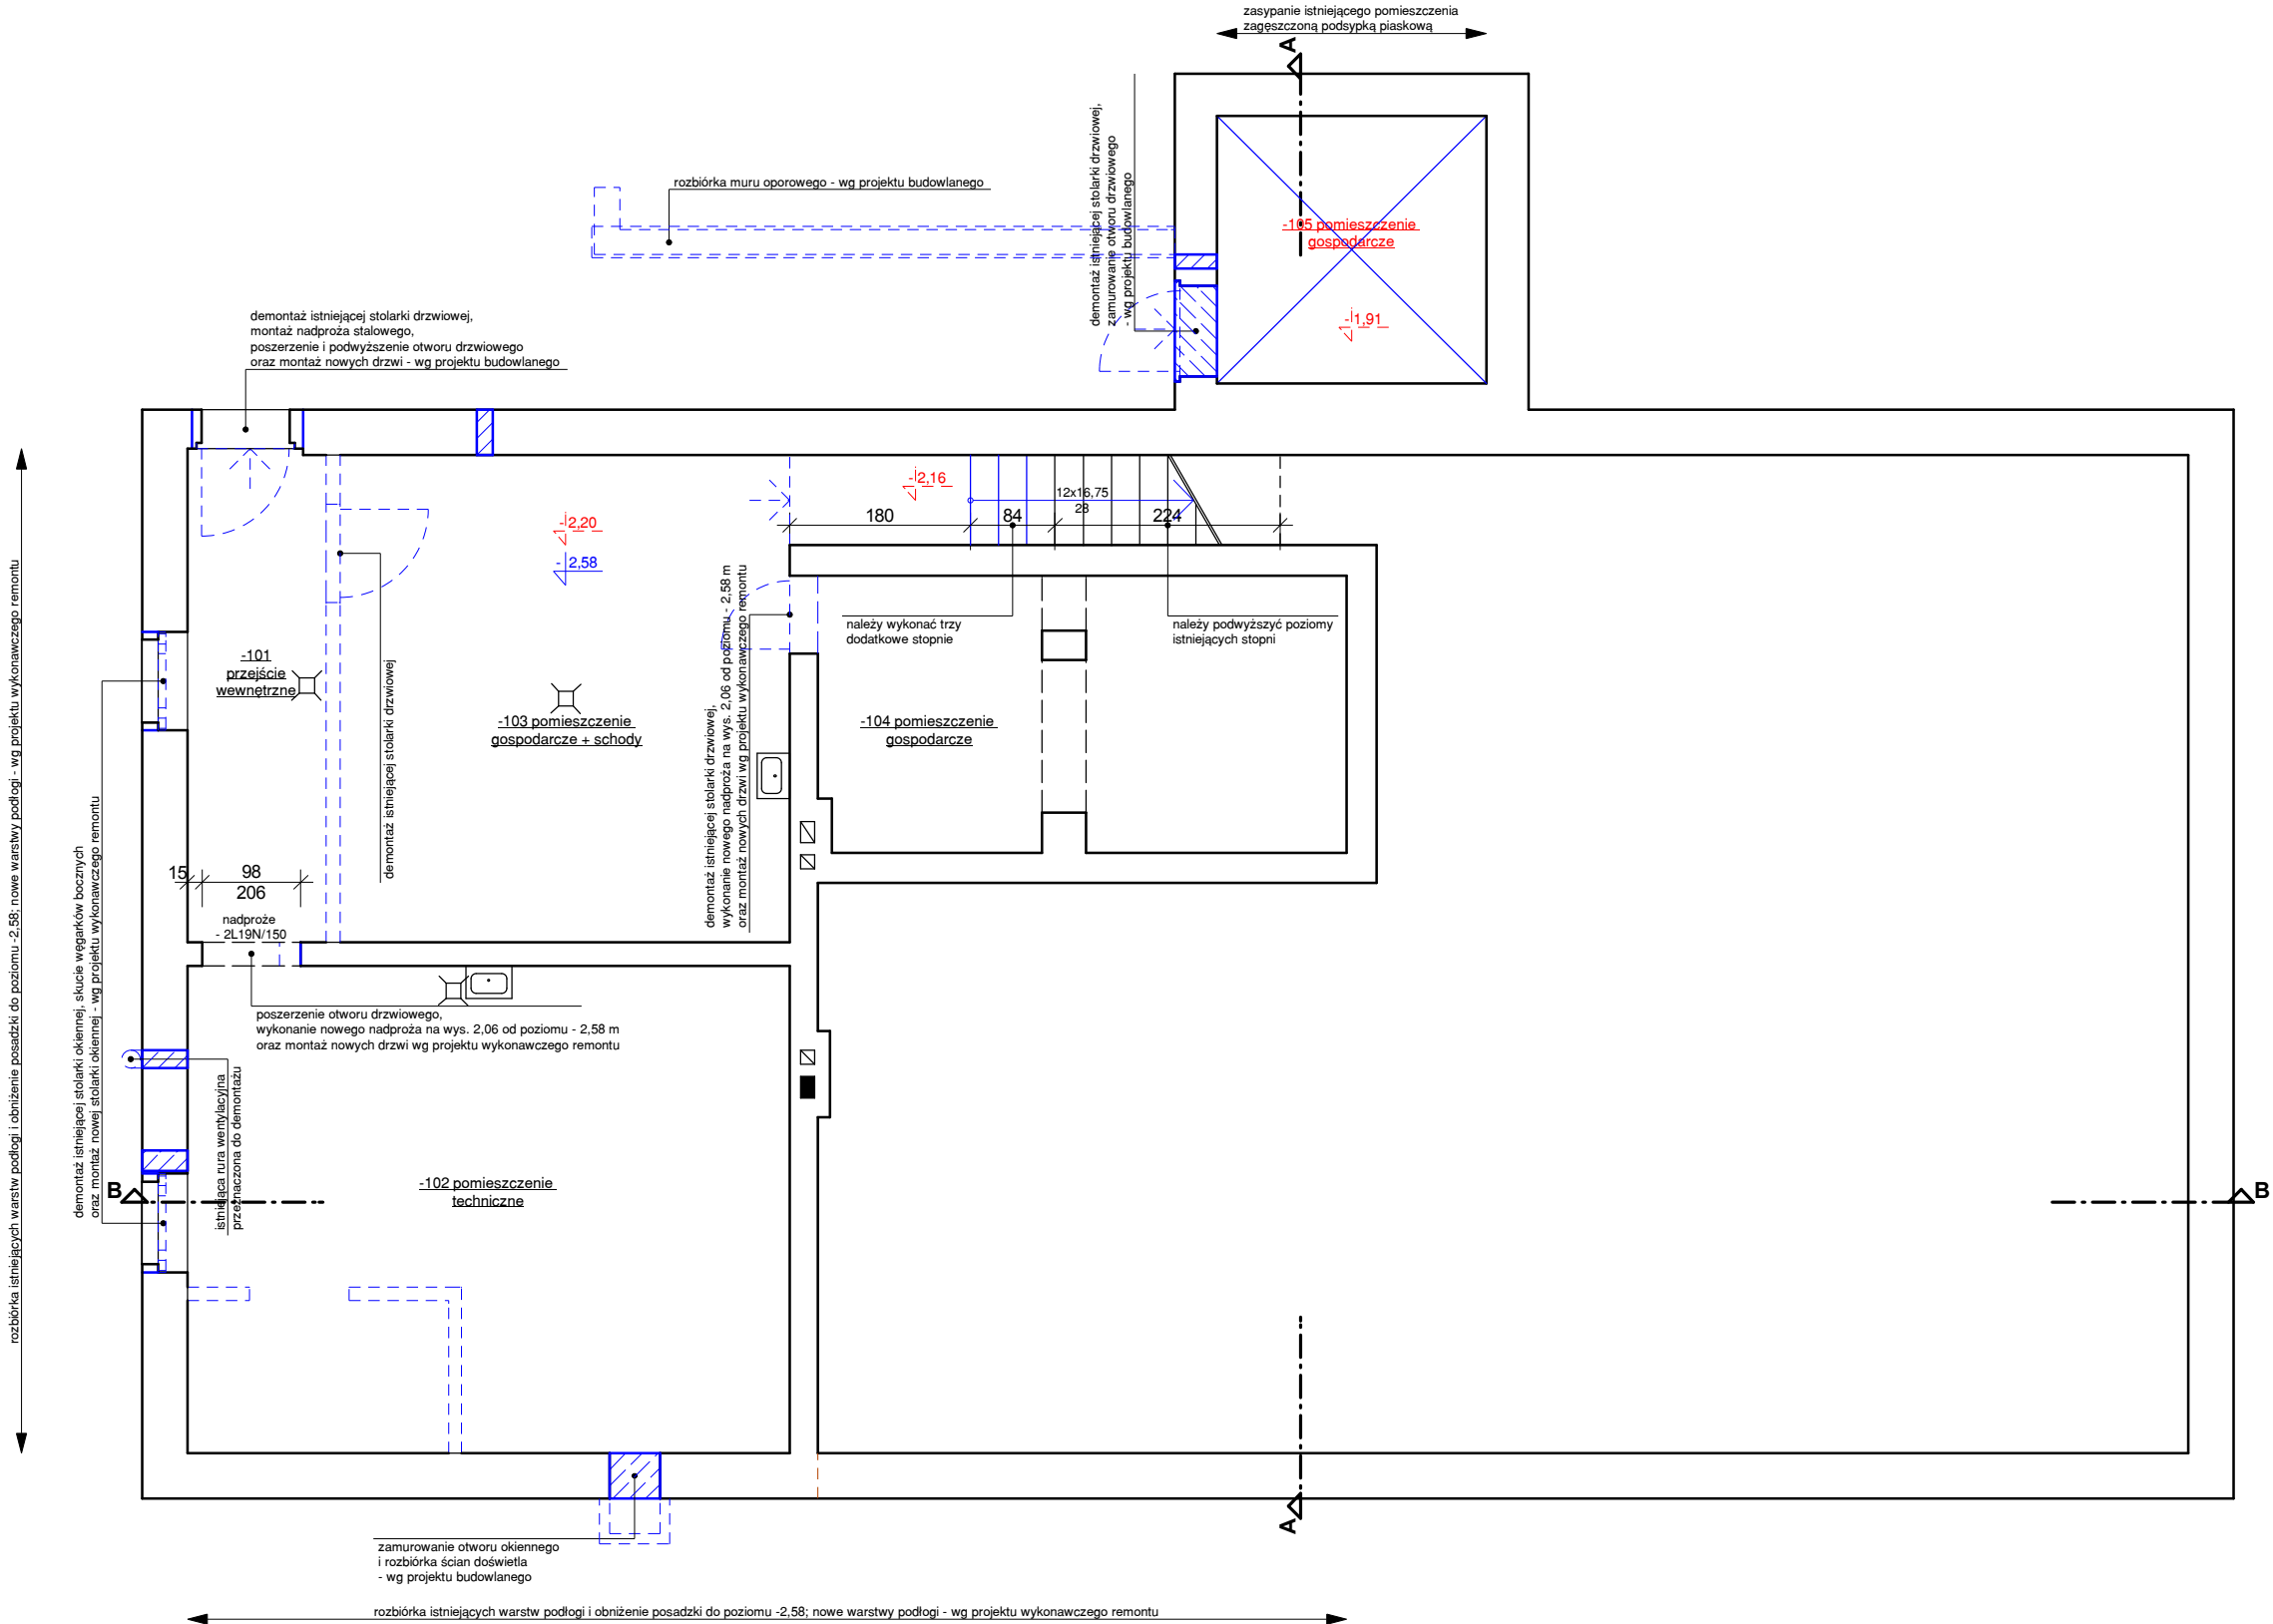 zasypanie istniejącego pomieszczenia
zagęszczoną podsypką piaskową
A
demontaż istniejącej stolarki drzwiowej,
zamurowanie otworu drzwiowego
- wg projektu budowlanego
rozbiórka muru oporowego - wg projektu budowlanego
-105 pomieszczenie
gospodarcze
-1,91
demontaż istniejącej stolarki drzwiowej,
montaż nadproża stalowego,
poszerzenie i podwyższenie otworu drzwiowego
oraz montaż nowych drzwi - wg projektu budowlanego
-2,16
12x16,75
28
180
84
224
-2,20
-2,58
należy wykonać trzy
dodatkowe stopnie
należy podwyższyć poziomy
istniejących stopni
-101
przejście
wewnętrzne
demontaż istniejącej stolarki drzwiowej
-103 pomieszczenie
gospodarcze + schody
demontaż istniejącej stolarki drzwiowej,
wykonanie nowego nadproża na wys. 2,06 od poziomu - 2,58 m
oraz montaż nowych drzwi wg projektu wykonawczego remontu
-104 pomieszczenie
gospodarcze
rozbiórka istniejących warstw podłogi i obniżenie posadzki do poziomu -2,58; nowe warstwy podłogi - wg projektu wykonawczego remontu
demontaż istniejącej stolarki okiennej, skucie węgarków bocznych
oraz montaż nowej stolarki okiennej - wg projektu wykonawczego remontu
15
98
206
nadproże
- 2L19N/150
poszerzenie otworu drzwiowego,
wykonanie nowego nadproża na wys. 2,06 od poziomu - 2,58 m
oraz montaż nowych drzwi wg projektu wykonawczego remontu
istniejąca rura wentylacyjna
przeznaczona do demontażu
-102 pomieszczenie
techniczne
B
B
A
zamurowanie otworu okiennego
i rozbiórka ścian doświetla
- wg projektu budowlanego
rozbiórka istniejących warstw podłogi i obniżenie posadzki do poziomu -2,58; nowe warstwy podłogi - wg projektu wykonawczego remontu